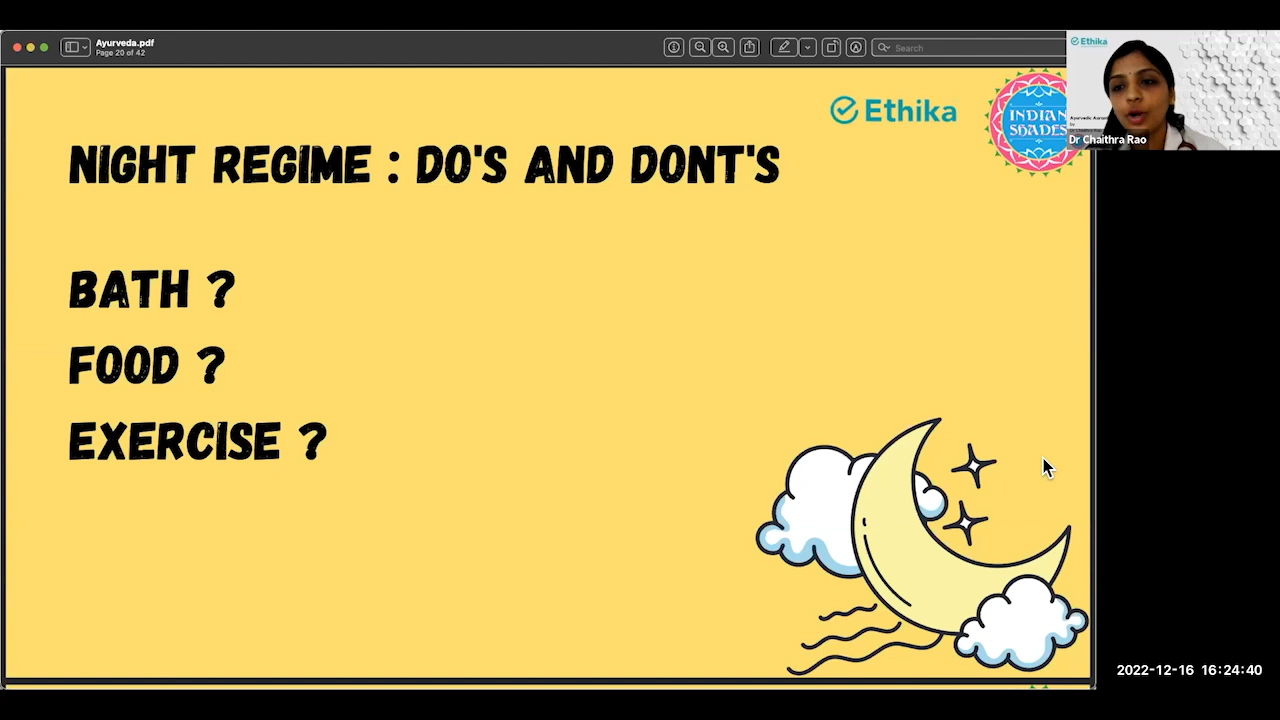 Ayurveda.pdf
Page 20 of 42
Search
Ethika
Ethika
INDIAN
SHADES
Dr Chaithra Rao
NIGHT REGIME : DO'S AND DONT'S
BATH ?
FOOD ?
EXERCISE ?
2022-12-16 16:24:40